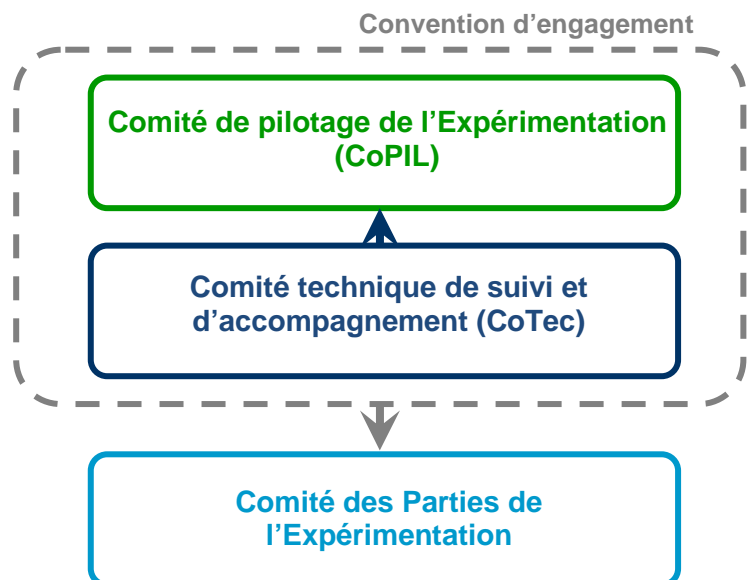 Convention d’engagement
Comité de pilotage de l’Expérimentation
(CoPIL)
Comité technique de suivi et
d’accompagnement (CoTec)
Comité des Parties de
l’Expérimentation